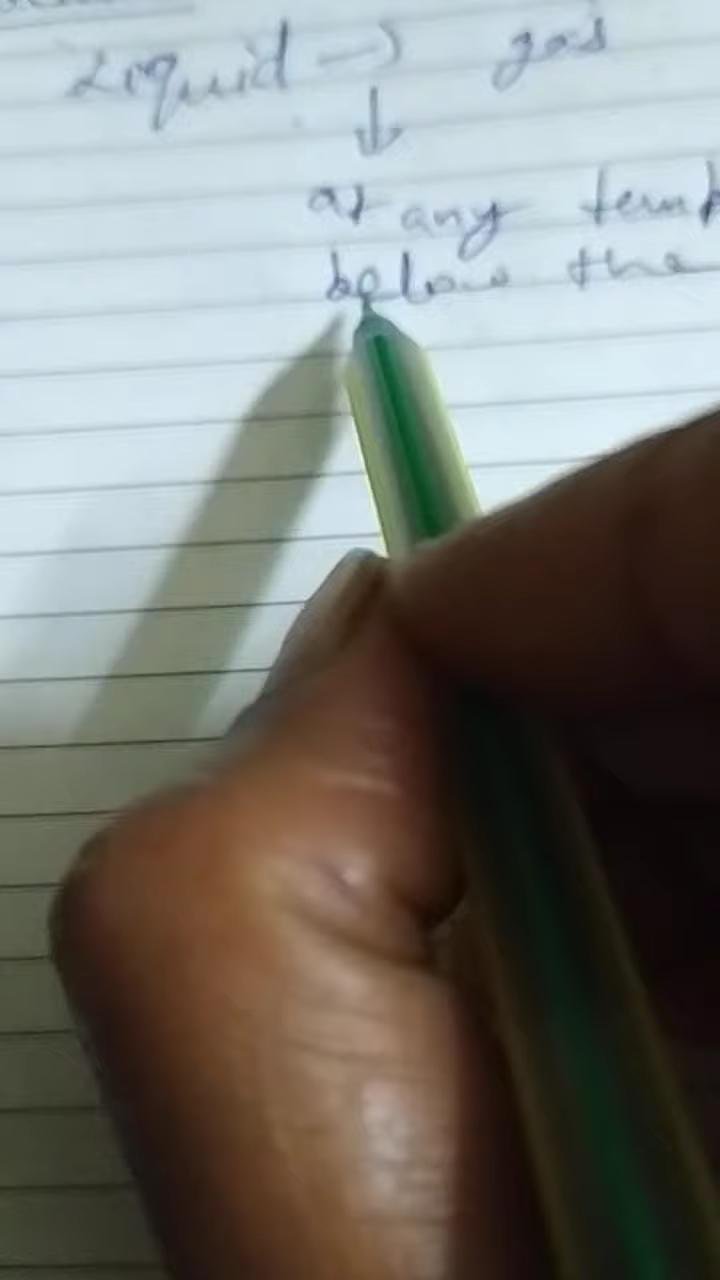 Liquid → gas
↓
at any temp
below the